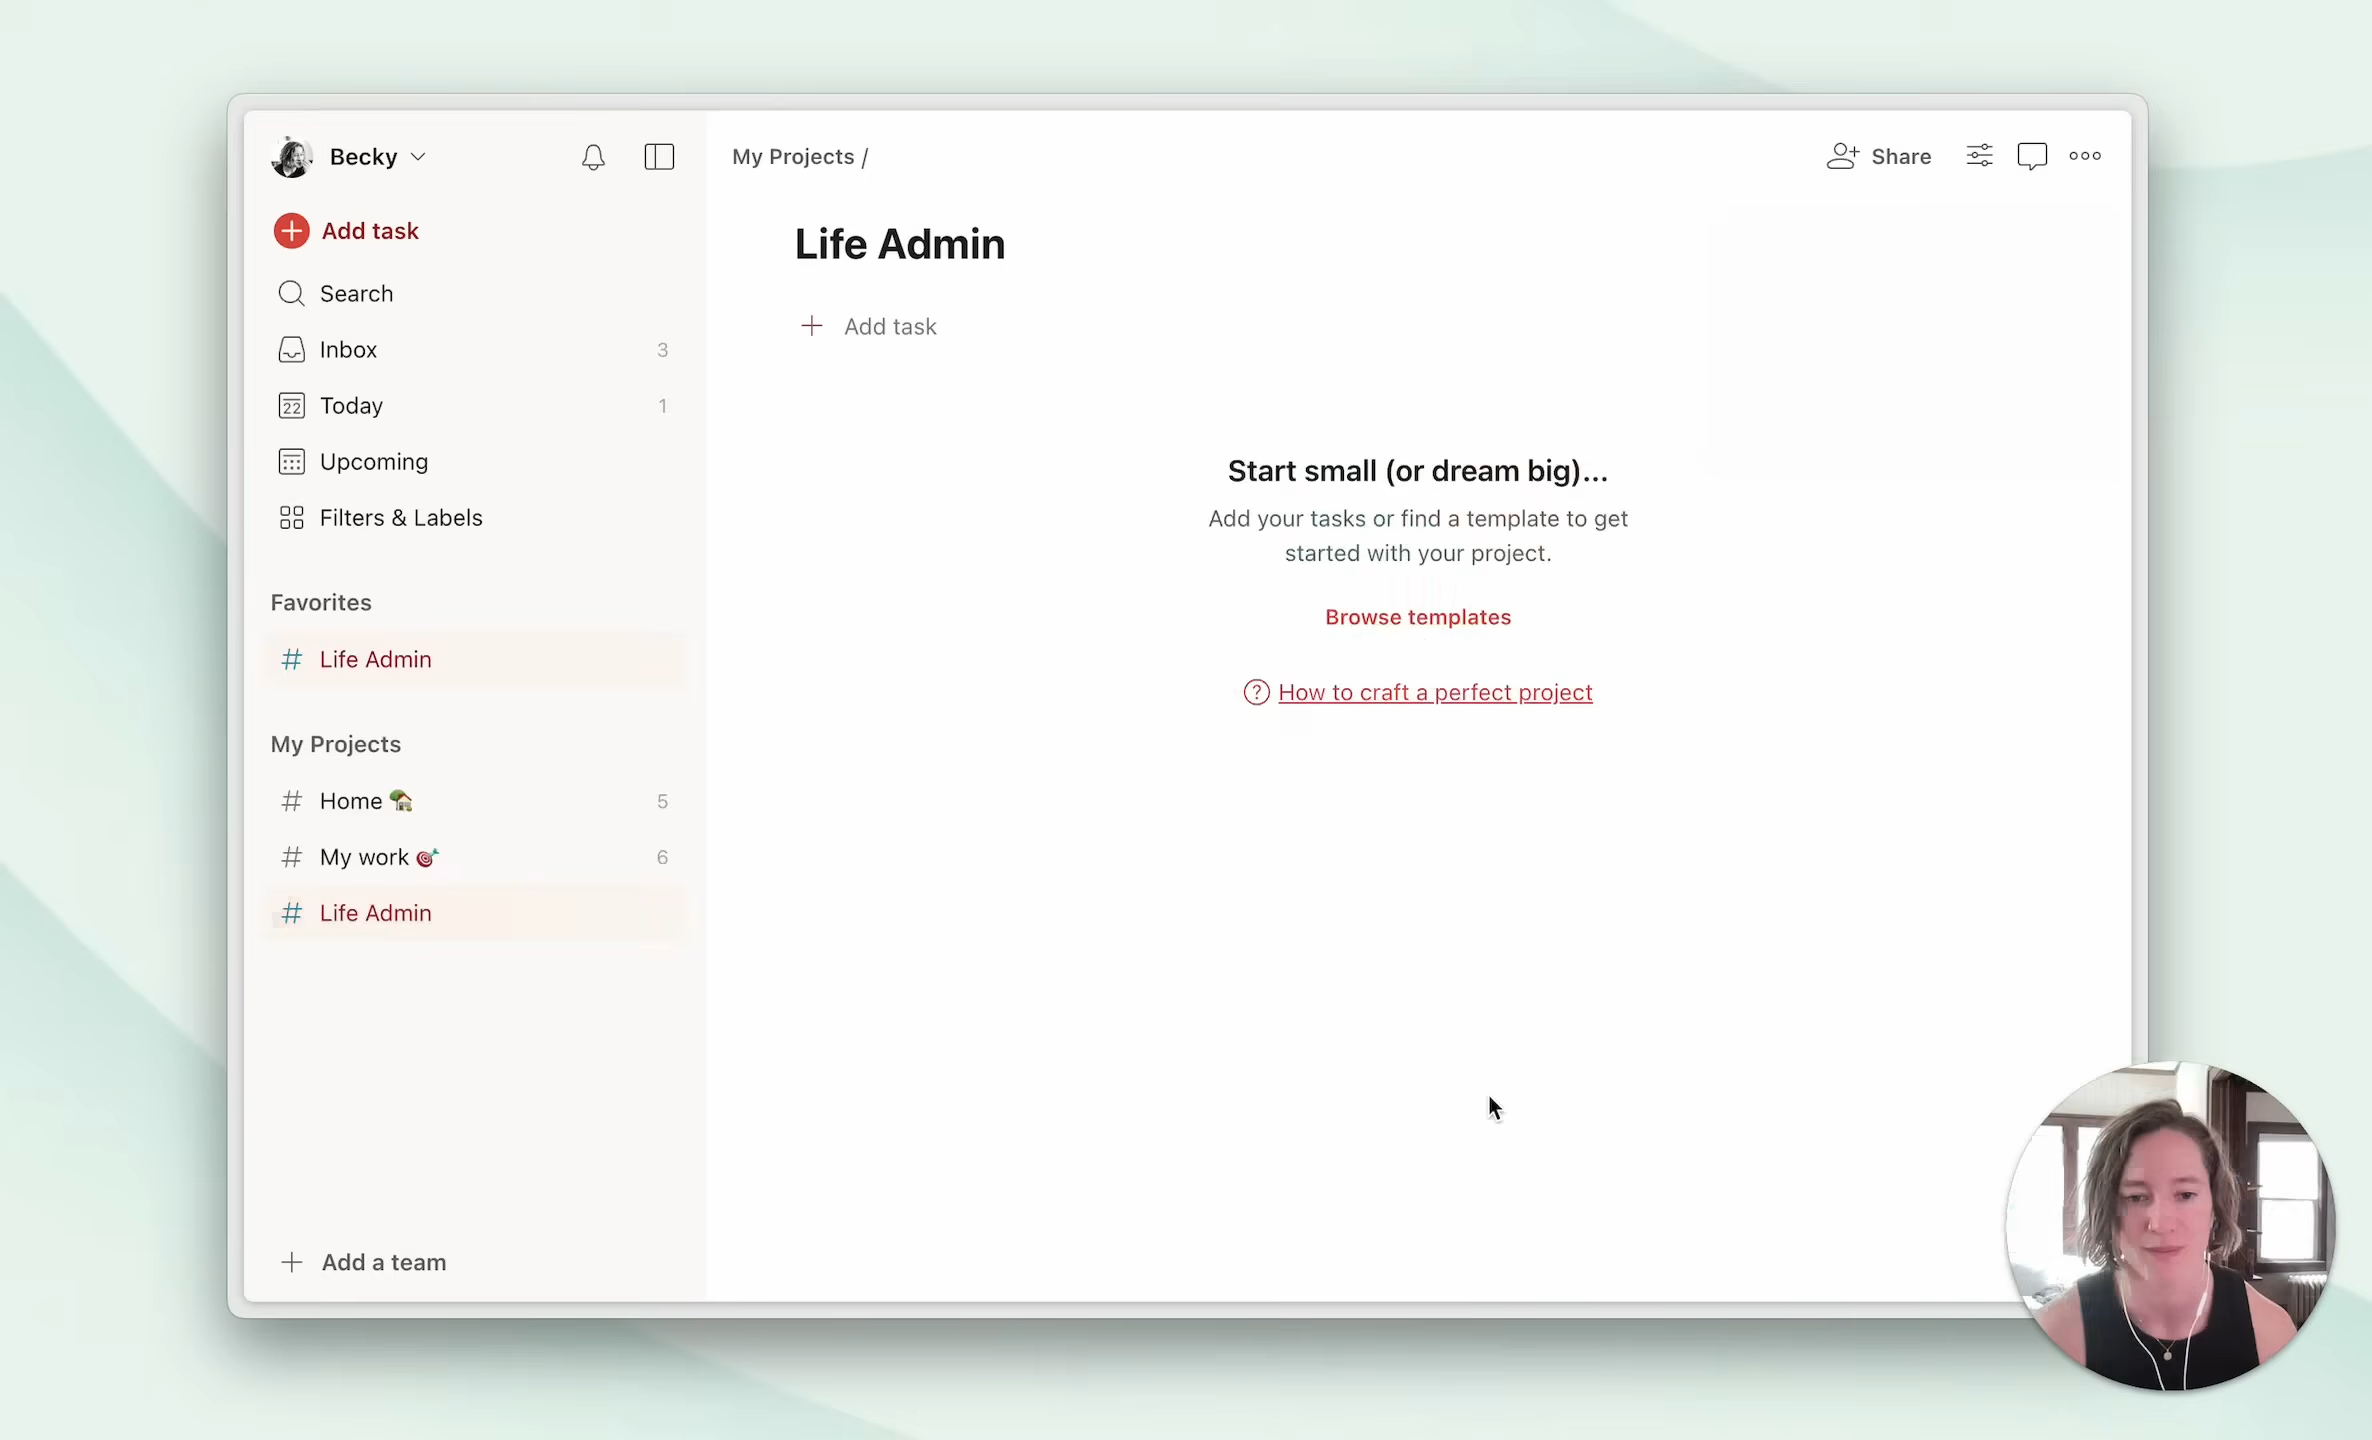 Becky
Add task
Search
Inbox 3
22 Today 1
Upcoming
Filters & Labels
Favorites
# Life Admin
My Projects
# Home 5
# My work 6
# Life Admin
+ Add a team
My Projects /
Share
Life Admin
+ Add task
Start small (or dream big)...
Add your tasks or find a template to get
started with your project.
Browse templates
? How to craft a perfect project